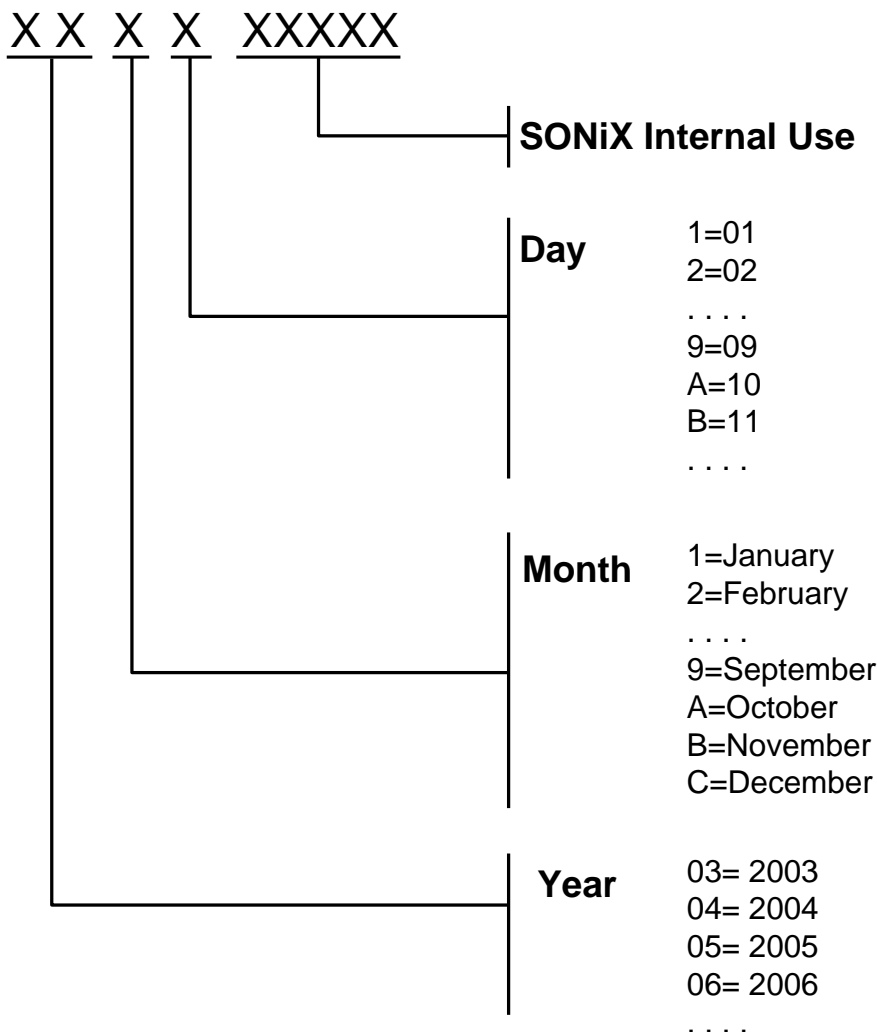 X X X X XXXXX
SONiX Internal Use
Day
1=01
2=02
. . . .
9=09
A=10
B=11
. . . .
Month
1=January
2=February
. . . .
9=September
A=October
B=November
C=December
Year
03= 2003
04= 2004
05= 2005
06= 2006
. . . .